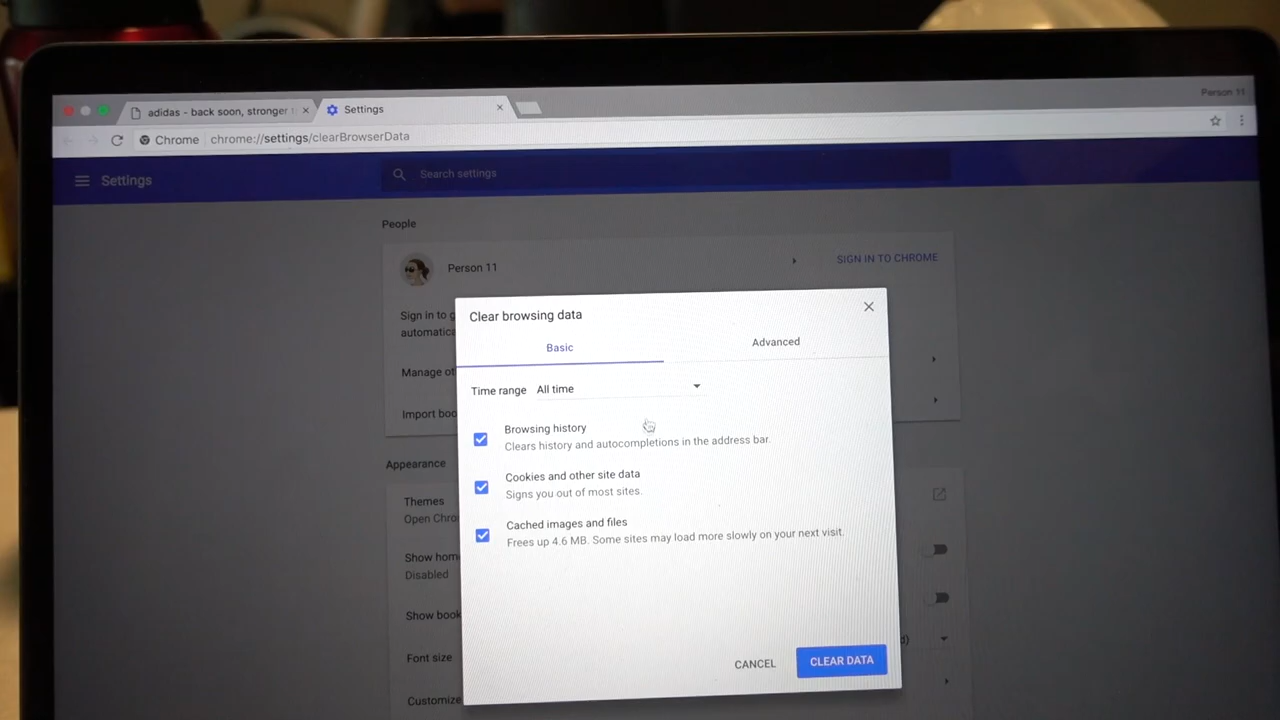 adidas - back soon, stronger
Settings
Person 11
Chrome chrome://settings/clearBrowserData
Settings
Search settings
People
Person 11
SIGN IN TO CHROME
Sign in to
automatica
Manage ot
Import boo
Clear browsing data
Basic
Advanced
Time range All time
Browsing history
Clears history and autocompletions in the address bar.
Cookies and other site data
Signs you out of most sites.
Cached images and files
Frees up 4.6 MB. Some sites may load more slowly on your next visit.
CANCEL
CLEAR DATA
Appearance
Themes
Open Chro
Show hom
Disabled
Show book
Font size
Customize